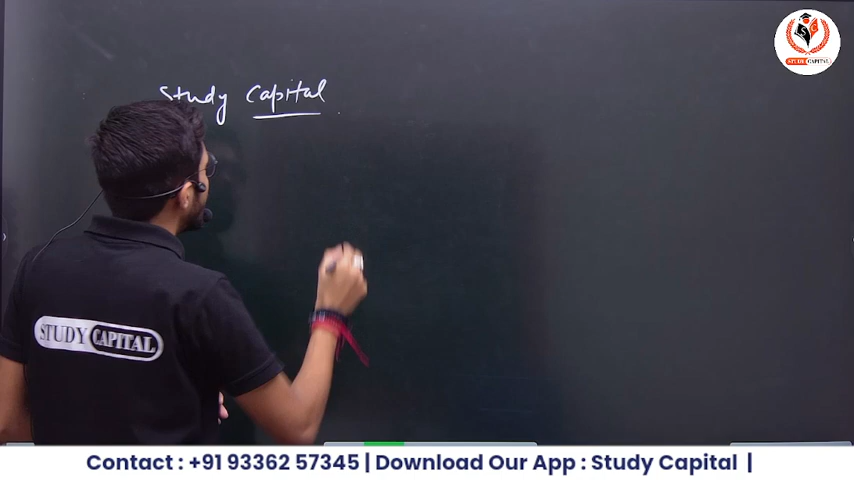 Study Capital
STUDY CAPITAL
STUDY CAPITAL
Contact : +91 93362 57345 | Download Our App : Study Capital |